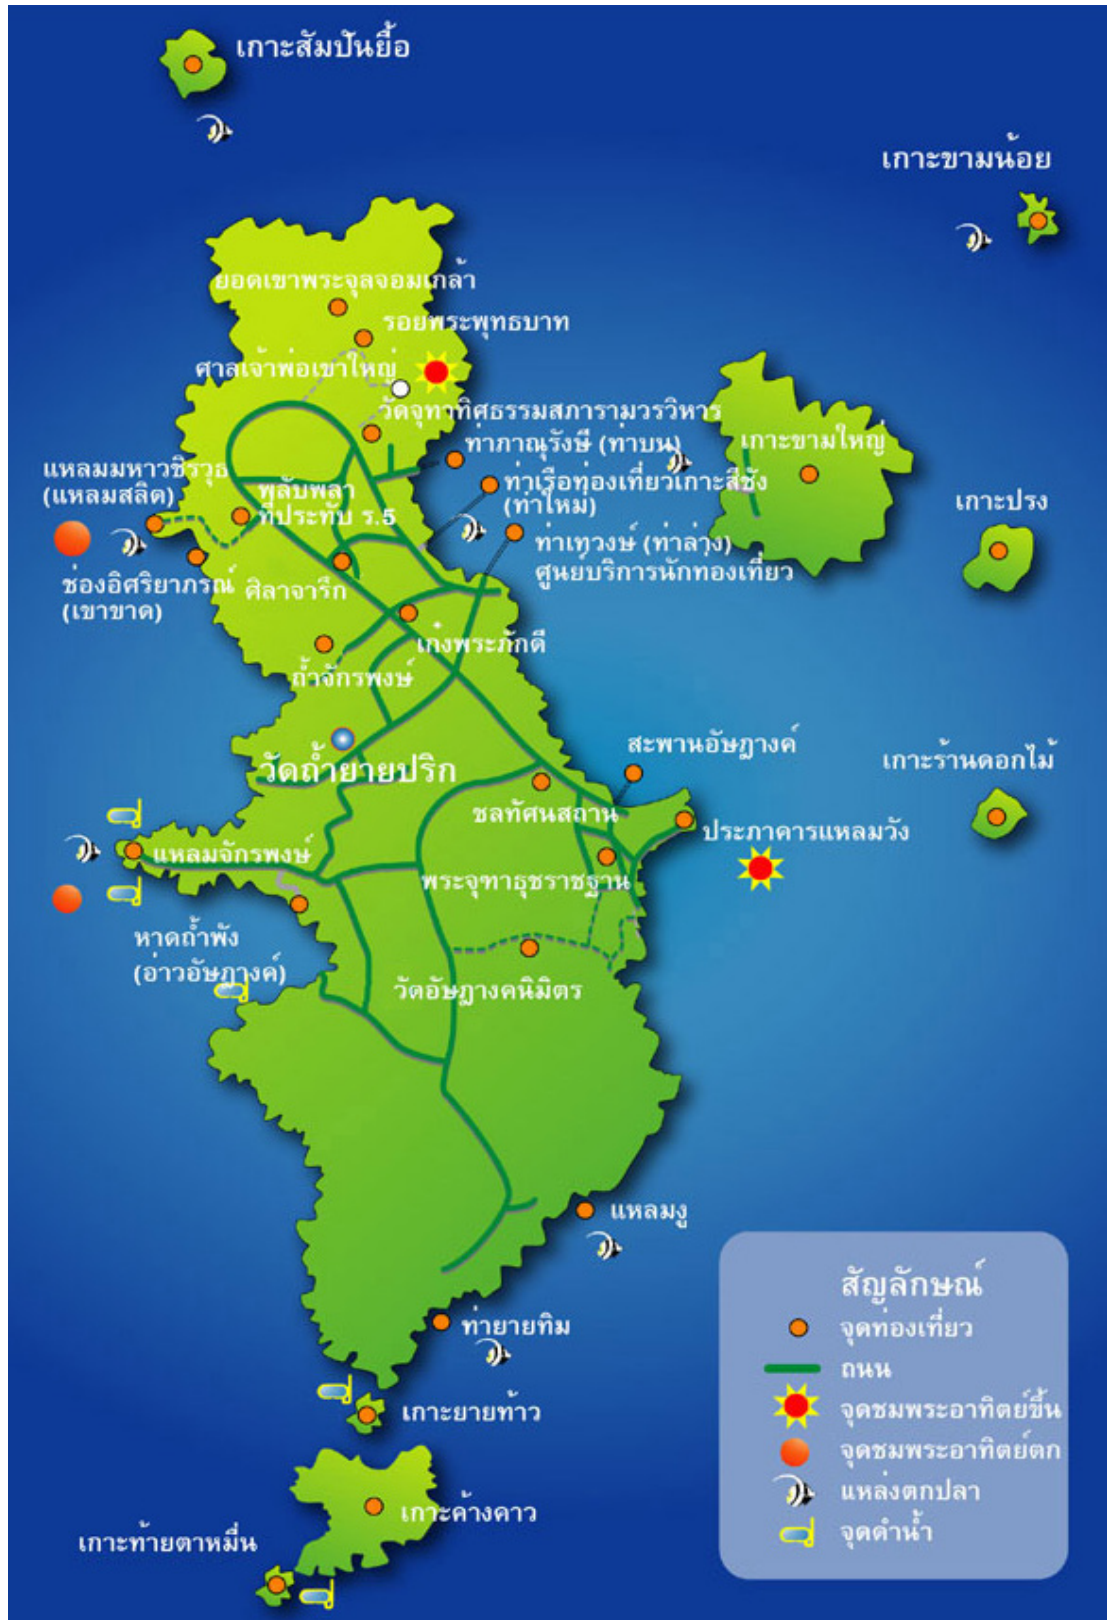 เกาะสัมปันยื้อ
เกาะขามน้อย
ยอดเขาพระจุลจอมเกล้า
รอยพระพุทธบาท
ศาลเจ้าพ่อเขาใหญ่
วัดจุฑาทิศธรรมสภารามวรวิหาร
ท่าภาณุรังษี (ท่าบน)
เกาะขามใหญ่
แหลมมหาวชิรวุธ
(แหลมสลิด)
พลับพลา
ที่ประทับ ร.5
ท่าเรือท่องเที่ยวเกาะสีชัง
(ท่าใหม่)
เกาะปรง
ท่าเทวงษ์ (ท่าล่าง)
ศูนย์บริการนักท่องเที่ยว
ช่องอิศริยาภรณ์
(เขาขาด)
ศิลาจารึก
เก๋งพระภักดี
ถ้ำจักรพงษ์
สะพานอัษฎางค์
เกาะร้านดอกไม้
วัดถ้ำยายปริก
ชลทัศนสถาน
ประภาคารแหลมวัง
แหลมจักรพงษ์
พระจุฑาธุชราชฐาน
หาดถ้ำพัง
(อ่าวอัษฎางค์)
วัดอัษฎางคนิมิตร
แหลมงู
ท่ายายทิม
เกาะยายท้าว
เกาะค้างคาว
เกาะท้ายตาหมื่น
สัญลักษณ์
จุดท่องเที่ยว
ถนน
จุดชมพระอาทิตย์ขึ้น
จุดชมพระอาทิตย์ตก
แหล่งตกปลา
จุดดำน้ำ